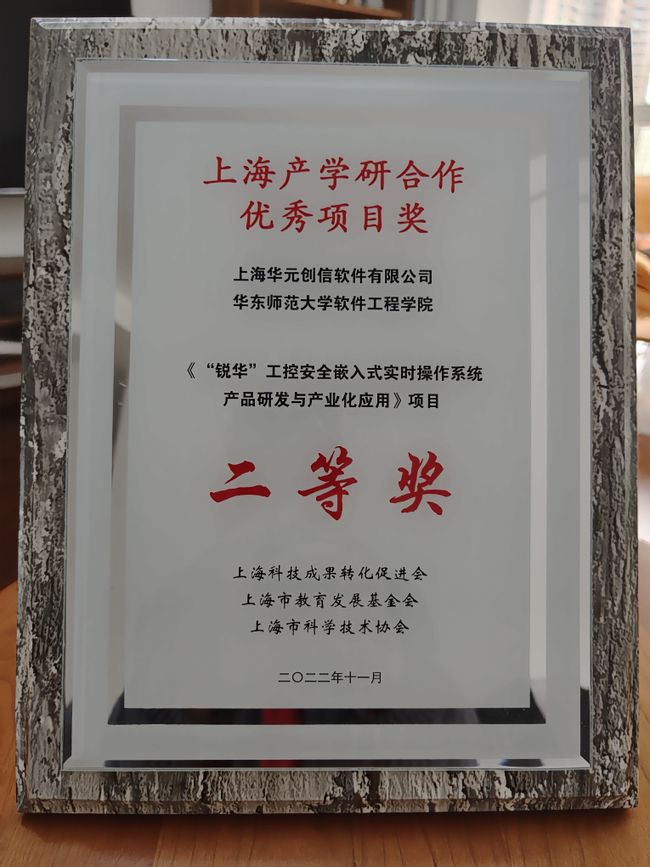 上海产学研合作
优秀项目奖
上海华元创信软件有限公司
华东师范大学软件工程学院
《“锐华”工控安全嵌入式实时操作系统
产品研发与产业化应用》项目
二等奖
上海科技成果转化促进会
上海市教育发展基金会
上海市科学技术协会
二〇二二年十一月